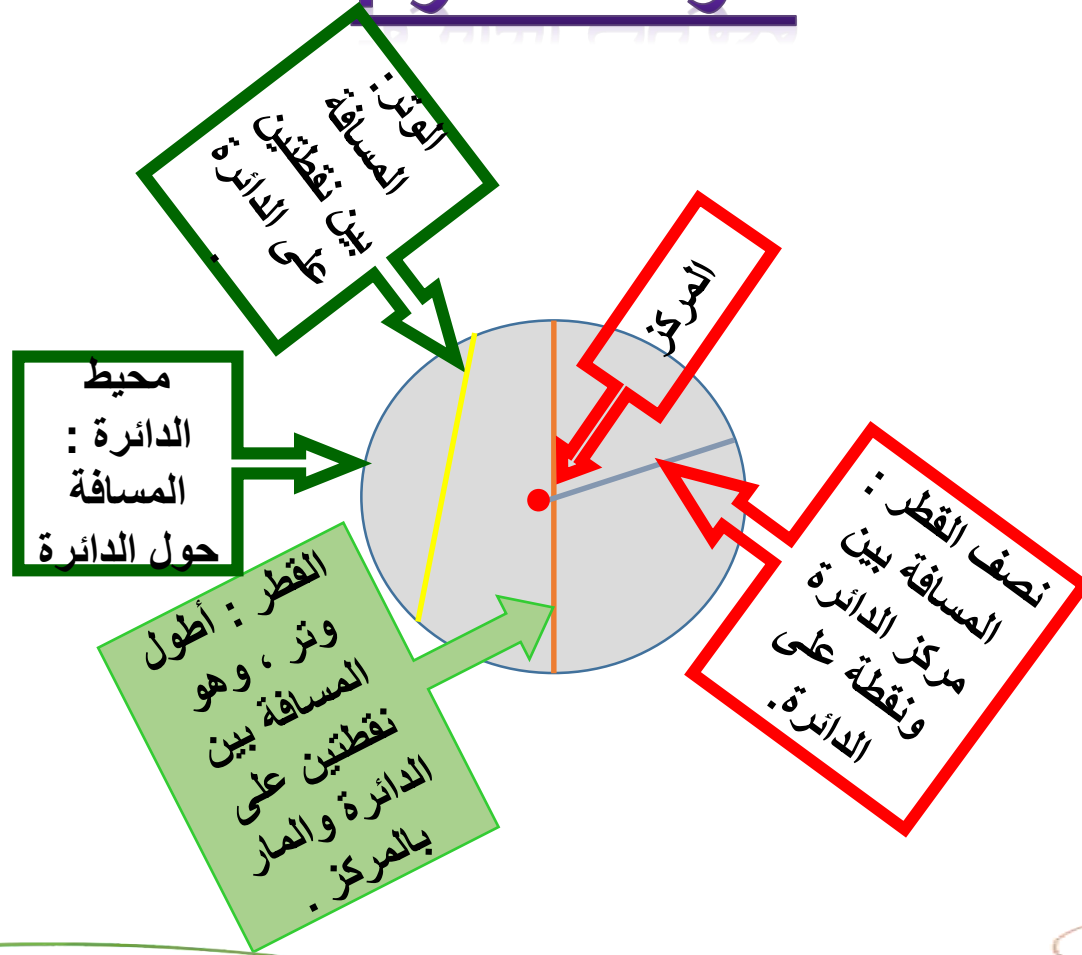 الوتر :
المسافة
بين نقطتين
على الدائرة
.
المركز
محيط
الدائرة :
المسافة
حول الدائرة
نصف القطر :
المسافة بين
مركز الدائرة
ونقطة على
الدائرة.
القطر : أطول
وتر ، وهو
المسافة بين
نقطتين على
الدائرة والمار
بالمركز .